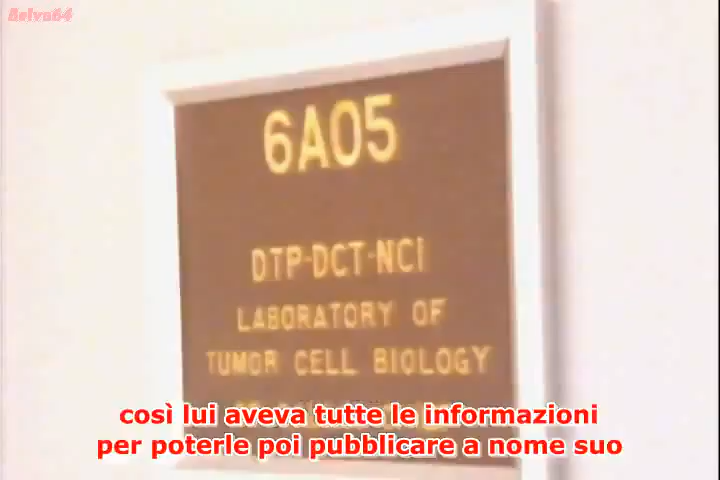 Belva64
6A05
DTP-DCT-NCI
LABORATORY OF
TUMOR CELL BIOLOGY
così lui aveva tutte le informazioni
per poterle poi pubblicare a nome suo